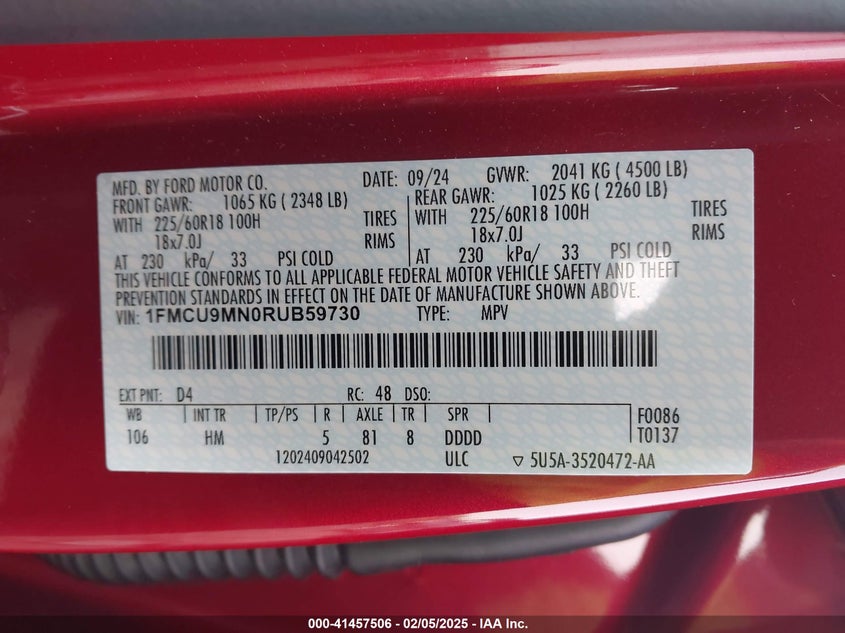 MFD. BY FORD MOTOR CO. DATE: 09/24 GVWR: 2041 KG ( 4500 LB)
FRONT GAWR: 1065 KG ( 2348 LB) REAR GAWR: 1025 KG ( 2260 LB)
WITH 225/60R18 100H TIRES WITH 225/60R18 100H TIRES
18x7.0J RIMS 18x7.0J RIMS
AT 230 kPa/ 33 PSI COLD AT 230 kPa/ 33 PSI COLD
THIS VEHICLE CONFORMS TO ALL APPLICABLE FEDERAL MOTOR VEHICLE SAFETY AND THEFT
PREVENTION STANDARDS IN EFFECT ON THE DATE OF MANUFACTURE SHOWN ABOVE.
VIN: 1FMCU9MN0RUB59730 TYPE: MPV
EXT PNT: D4 RC: 48 DSO:
WB INT TR TP/PS R AXLE TR SPR F0086
106 HM 5 81 8 DDDD T0137
1202409042502 ULC ▽ 5U5A-3520472-AA
000-41457506 - 02/05/2025 - IAA Inc.